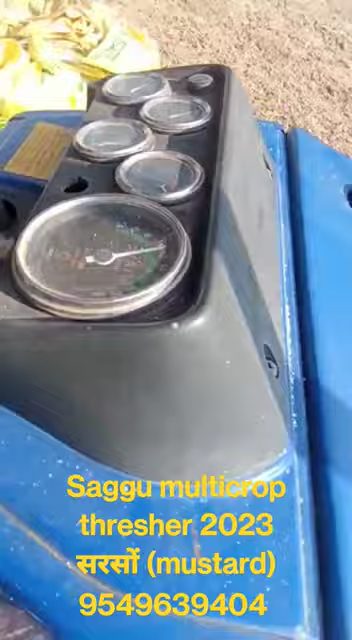 Saggu multicrop
thresher 2023
सरसों (mustard)
9549639404